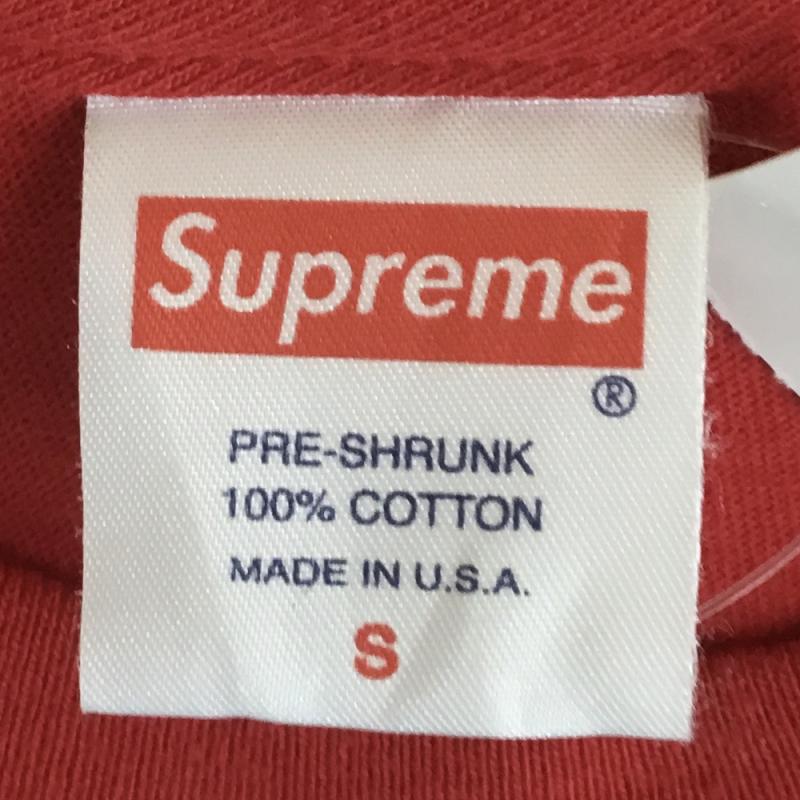 Supreme
®
PRE-SHRUNK
100% COTTON
MADE IN U.S.A.
S